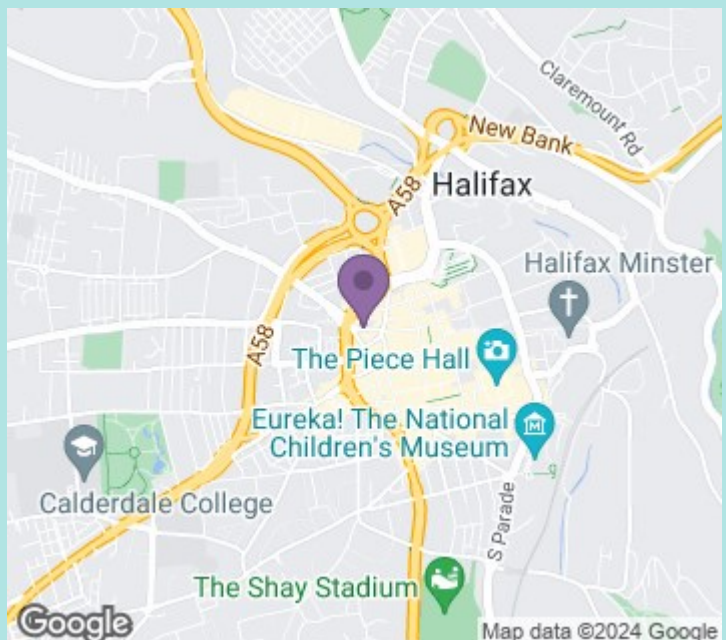 Claremount Rd
New Bank
A58
Halifax
Halifax Minster
A58
The Piece Hall
Eureka! The National
Children's Museum
M
Calderdale College
S Parade
The Shay Stadium
Google
Map data ©2024 Google